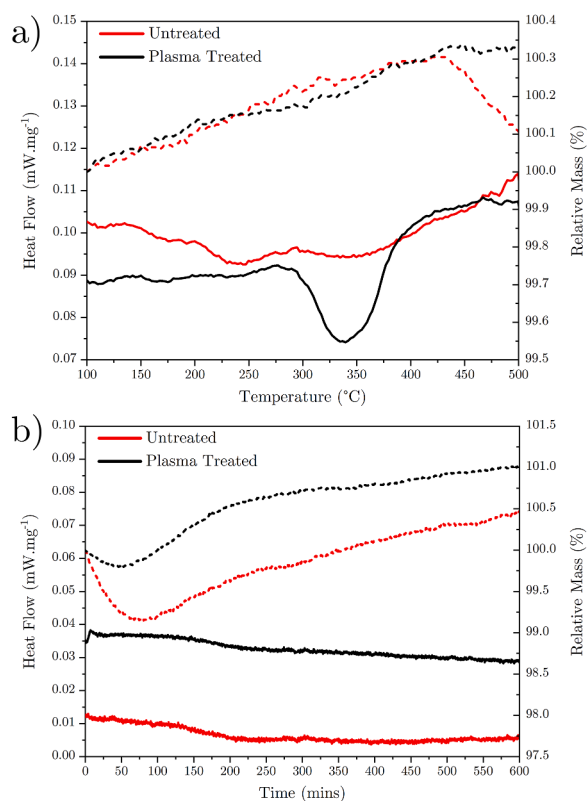 a)
Untreated
Plasma Treated
0.15
0.14
0.13
0.12
0.11
0.10
0.09
0.08
0.07
Heat Flow (mW.mg-1)
100.4
100.3
100.2
100.1
100.0
99.9
99.8
99.7
99.6
99.5
Relative Mass (%)
100 150 200 250 300 350 400 450 500
Temperature (°C)
b)
Untreated
Plasma Treated
0.10
0.09
0.08
0.07
0.06
0.05
0.04
0.03
0.02
0.01
0.00
Heat Flow (mW.mg-1)
101.5
101.0
100.5
100.0
99.5
99.0
98.5
98.0
97.5
Relative Mass (%)
0 50 100 150 200 250 300 350 400 450 500 550 600
Time (mins)